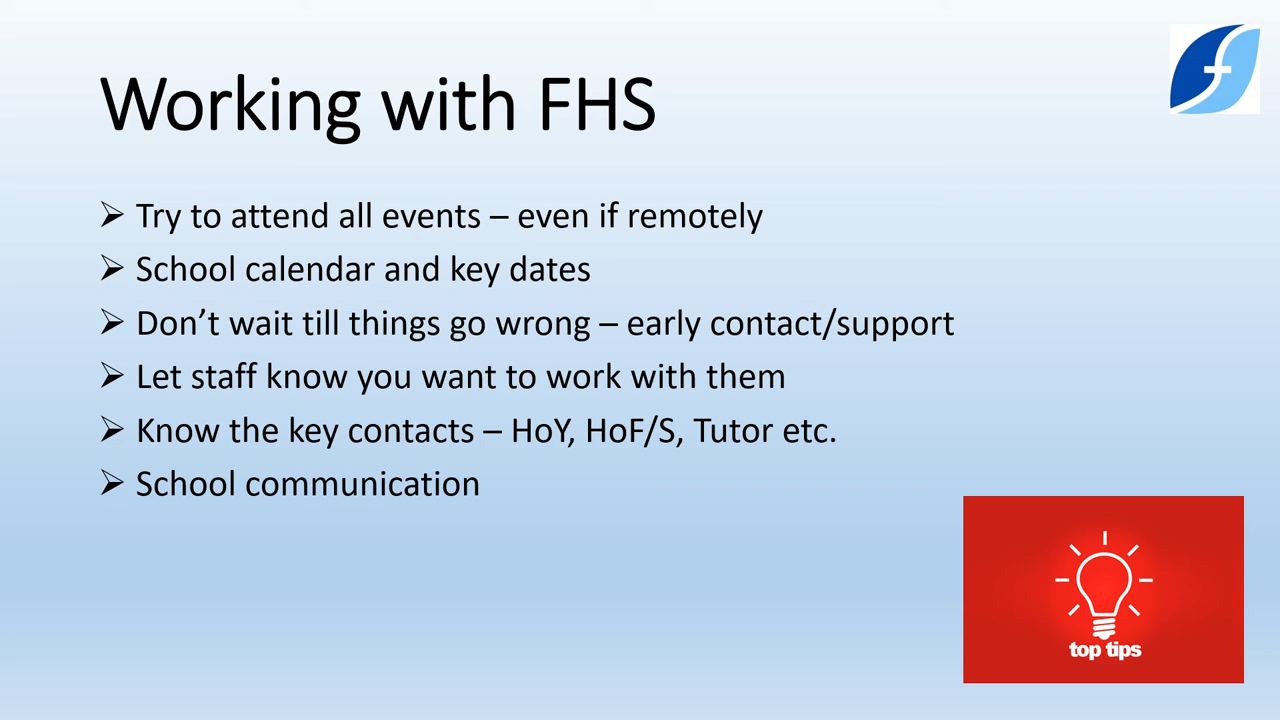 Working with FHS
➢ Try to attend all events – even if remotely
➢ School calendar and key dates
➢ Don’t wait till things go wrong – early contact/support
➢ Let staff know you want to work with them
➢ Know the key contacts – HoY, HoF/S, Tutor etc.
➢ School communication
top tips